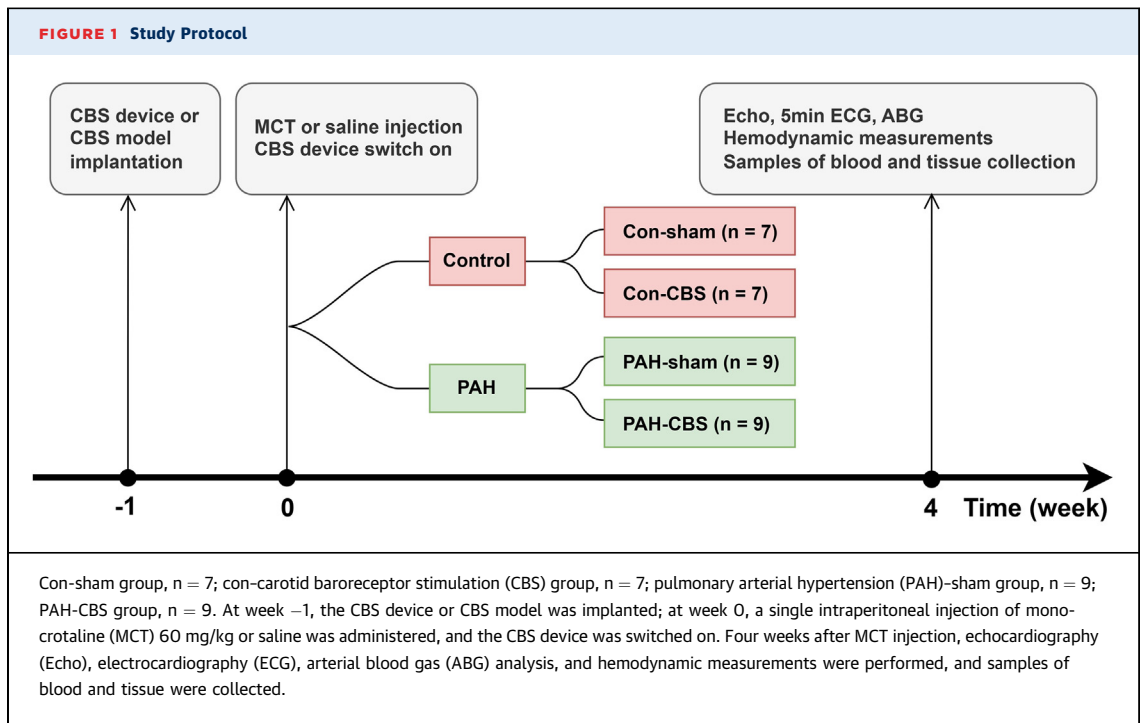 FIGURE 1 Study Protocol
CBS device or
CBS model
implantation
MCT or saline injection
CBS device switch on
Echo, 5min ECG, ABG
Hemodynamic measurements
Samples of blood and tissue collection
Control
Con-sham (n = 7)
Con-CBS (n = 7)
PAH
PAH-sham (n = 9)
PAH-CBS (n = 9)
-1
0
4
Time (week)
Con-sham group, n = 7; con-carotid baroreceptor stimulation (CBS) group, n = 7; pulmonary arterial hypertension (PAH)-sham group, n = 9;
PAH-CBS group, n = 9. At week −1, the CBS device or CBS model was implanted; at week 0, a single intraperitoneal injection of mono-
crotaline (MCT) 60 mg/kg or saline was administered, and the CBS device was switched on. Four weeks after MCT injection, echocardiography
(Echo), electrocardiography (ECG), arterial blood gas (ABG) analysis, and hemodynamic measurements were performed, and samples of
blood and tissue were collected.